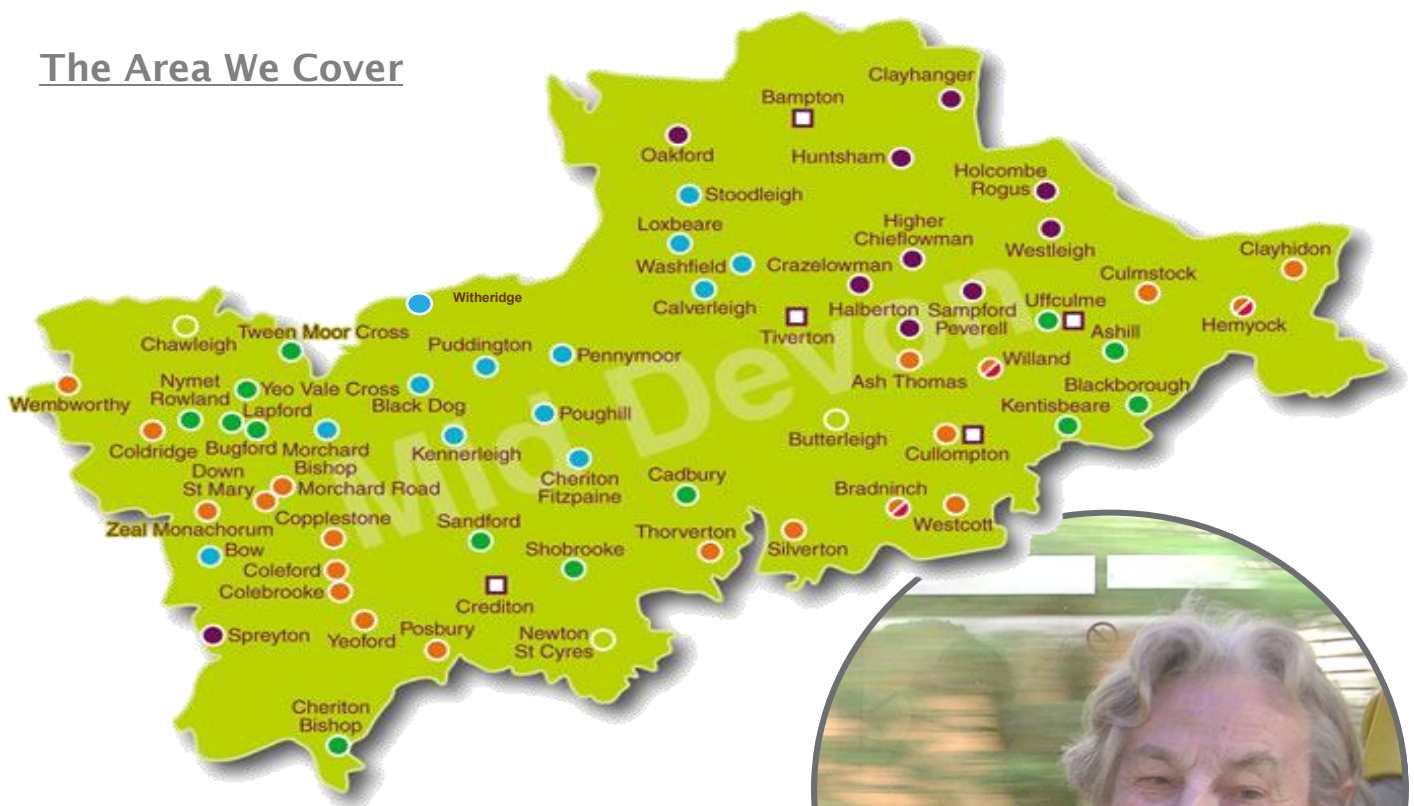 The Area We Cover
Clayhanger
Bampton
Oakford
Huntsham
Holcombe
Rogus
Stoodleigh
Loxbeare
Higher
Chieflowman
Westleigh
Clayhidon
Washfield
Crazelowman
Culmstock
Calverleigh
Halberton
Sampford
Peverell
Uffculme
Hemyock
Witheridge
Tiverton
Ashill
Chawleigh
Tween Moor Cross
Puddington
Pennymoor
Willand
Ash Thomas
Blackborough
Nymet
Rowland
Yeo Vale Cross
Black Dog
Wembworthy
Lapford
Poughill
Kentisbeare
Butterleigh
Coldridge
Bugford
Morchard
Bishop
Kennerleigh
Cullompton
Down
St Mary
Morchard Road
Cheriton
Fitzpaine
Cadbury
Bradninch
Westcott
Zeal Monachorum
Copplestone
Sandford
Thorverton
Silverton
Bow
Shobrooke
Coleford
Colebrooke
Crediton
Spreyton
Yeoford
Posbury
Newton
St Cyres
Cheriton
Bishop
Mid Devon